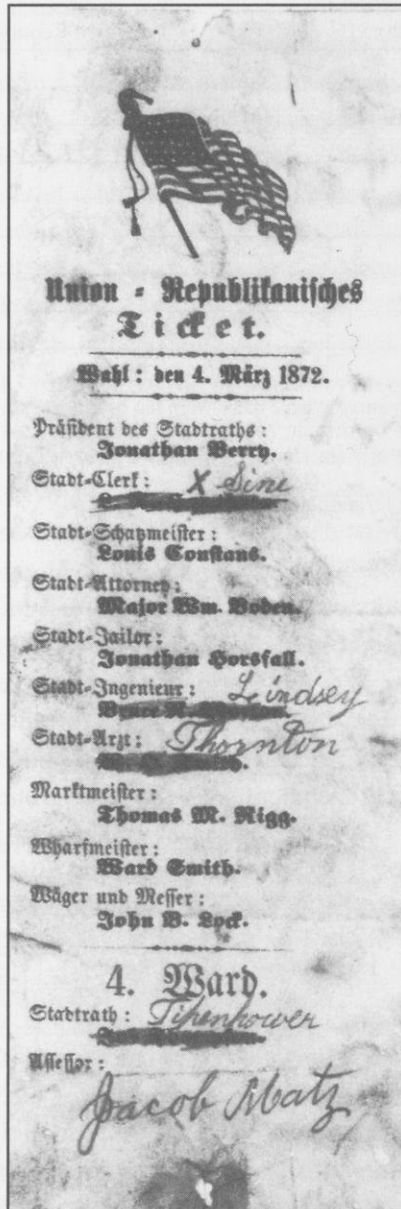 Union - Republikanisches
Ticket.
Wahl: den 4. März 1872.
Präsident des Stadtraths:
Jonathan Berry.
Stadt-Clerk: X Sine
Stadt-Schatzmeister:
Louis Constans.
Stadt-Attorney:
Major Wm. Boden.
Stadt-Jailor:
Jonathan Horsfall.
Stadt-Ingenieur: Lindsey
Stadt-Arzt: Thornton
Marktmeister:
Thomas M. Rigg.
Wharfmeister:
Ward Smith.
Wäger und Messer:
John B. Lock.
4. Ward.
Stadtrath:
Assessor:
Jacob Matz